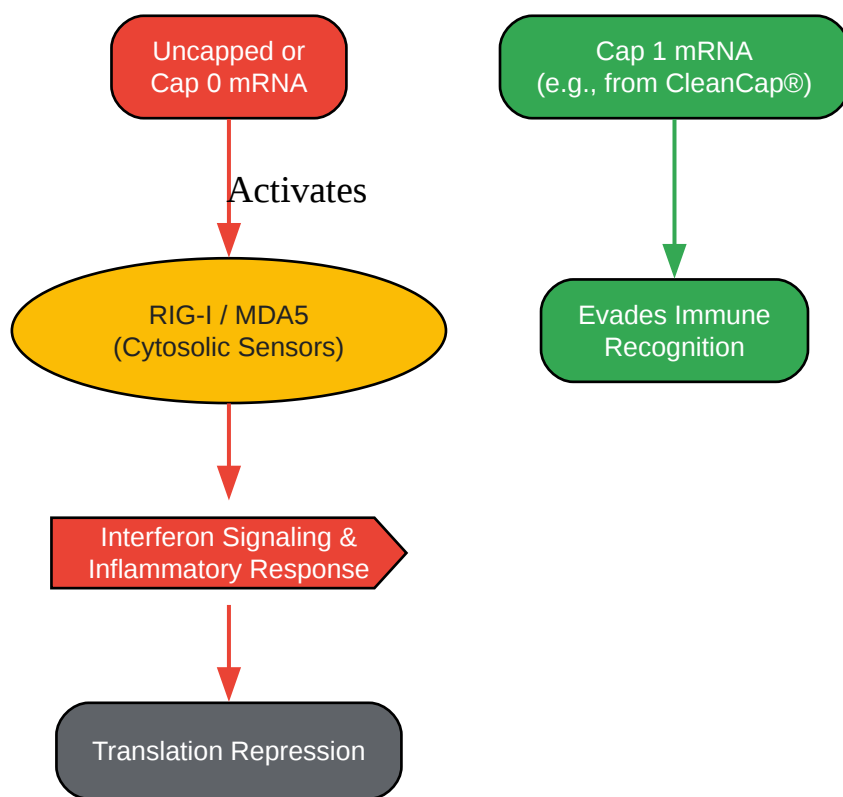 Uncapped or
Cap 0 mRNA
Cap 1 mRNA
(e.g., from CleanCap®)
Activates
RIG-I / MDA5
(Cytosolic Sensors)
Evades Immune
Recognition
Interferon Signaling &
Inflammatory Response
Translation Repression